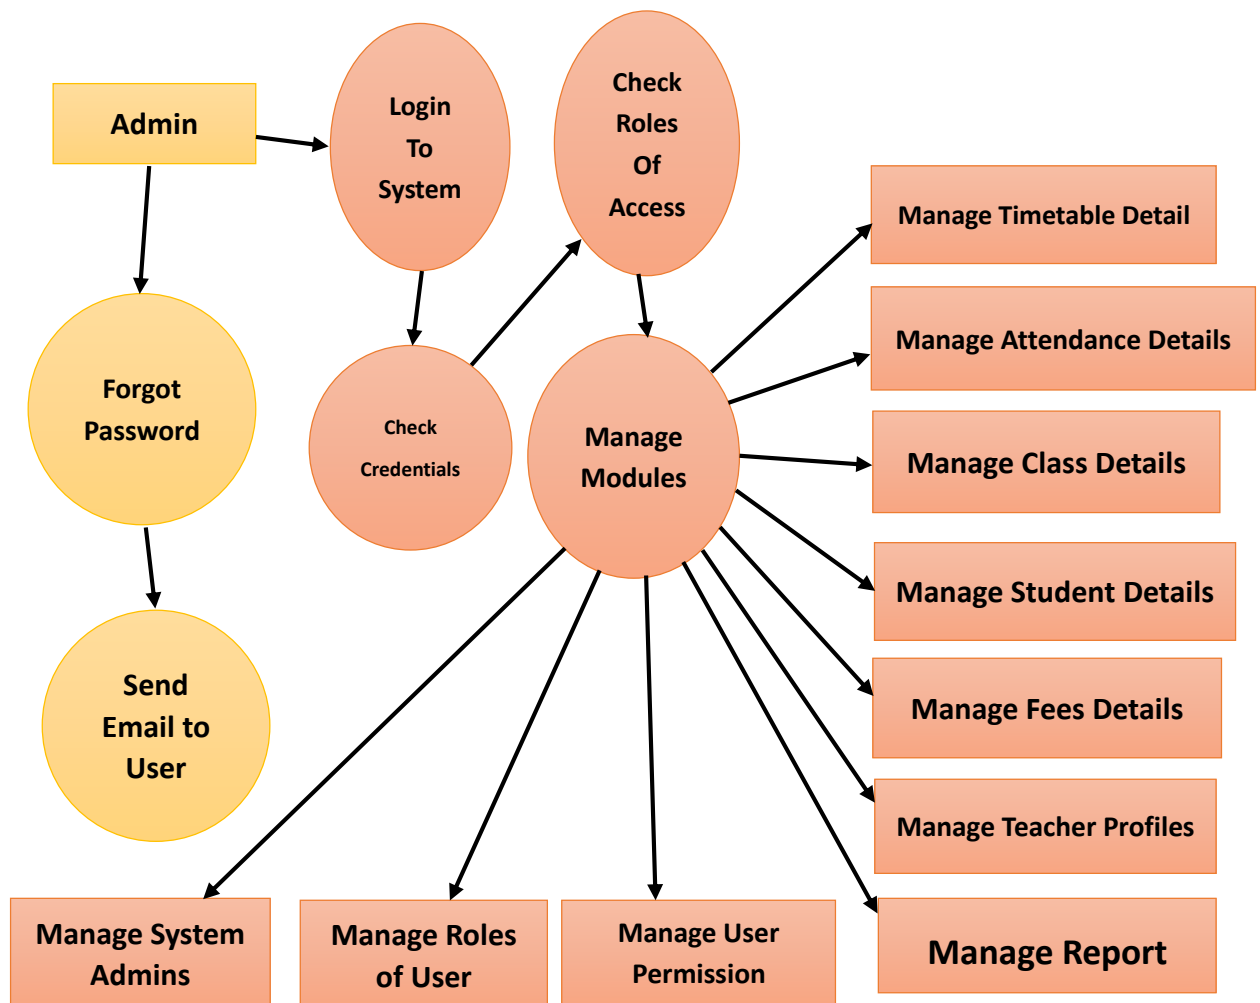 Admin
Login
To
System
Check
Roles
Of
Access
Manage Timetable Detail
Manage Attendance Details
Forgot
Password
Check
Credentials
Manage
Modules
Manage Class Details
Manage Student Details
Send
Email to
User
Manage Fees Details
Manage Teacher Profiles
Manage System
Admins
Manage Roles
of User
Manage User
Permission
Manage Report